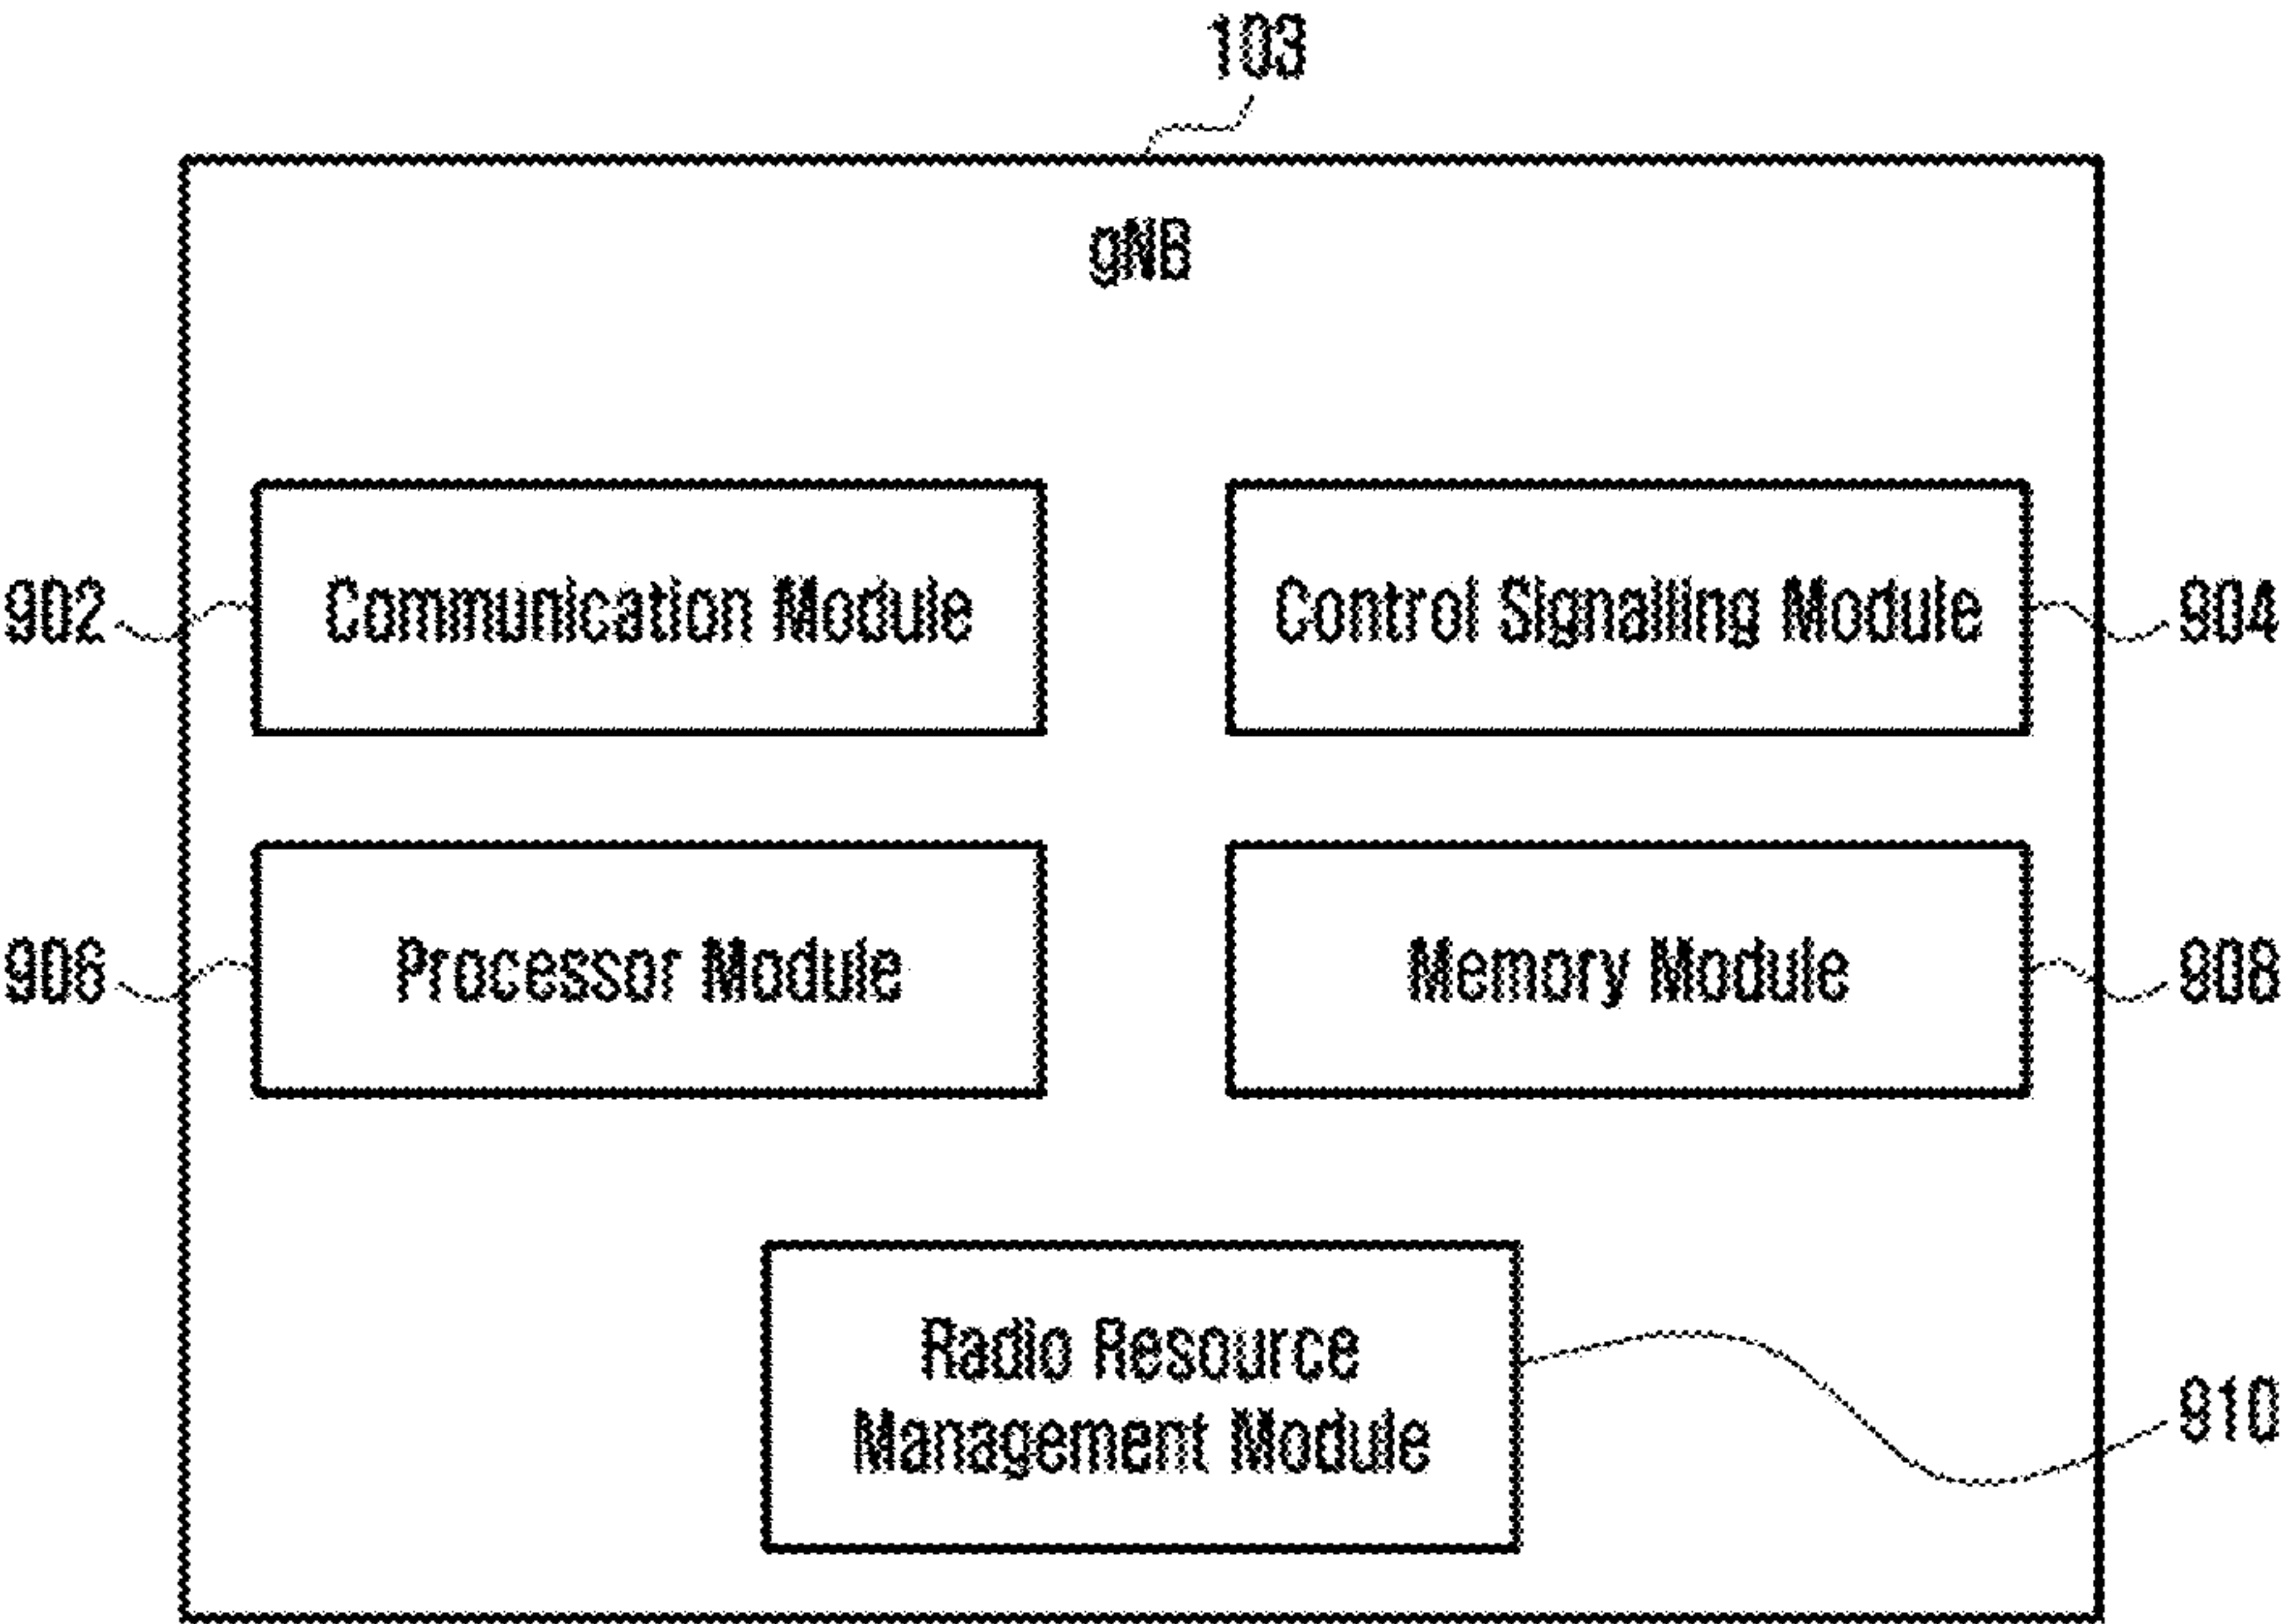 103
gNB
902
Communication Module
Control Signalling Module
904
906
Processor Module
Memory Module
908
Radio Resource
Management Module
910